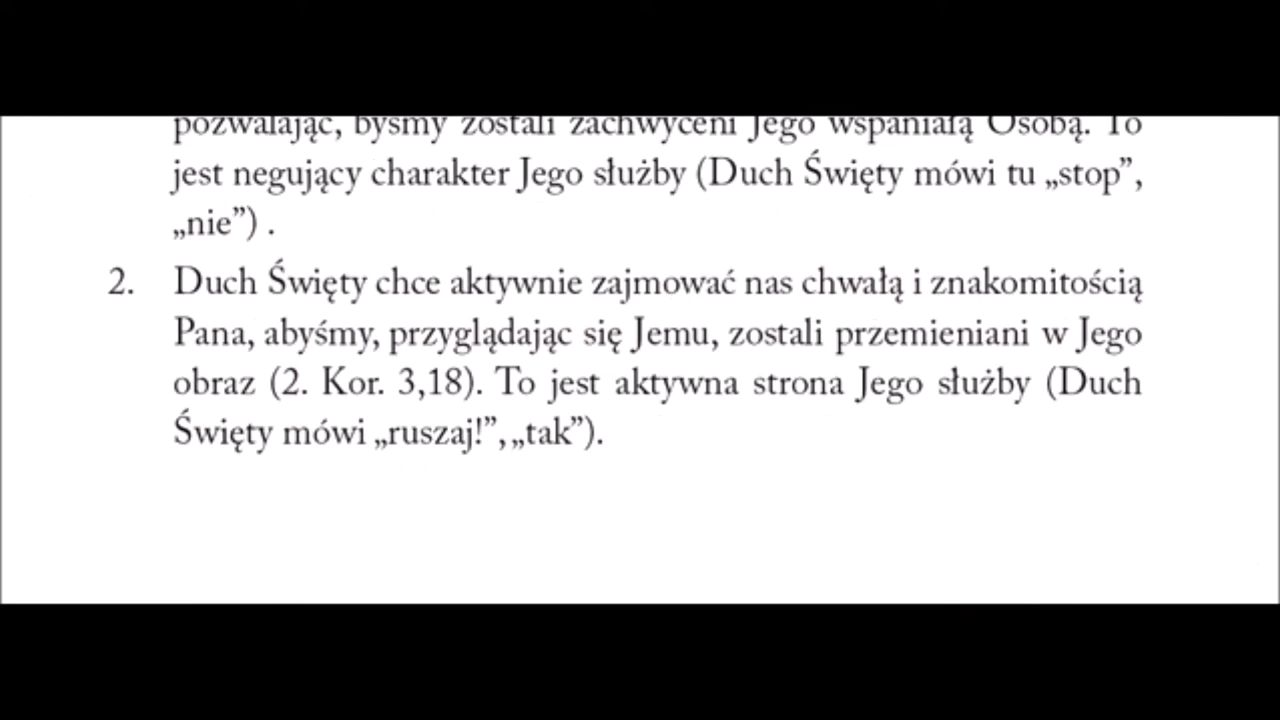 pozwalając, byśmy zostali zachwyceni Jego wspaniałą Osobą. To
jest negujący charakter Jego służby (Duch Święty mówi tu „stop”,
„nie”) .
2. Duch Święty chce aktywnie zajmować nas chwałą i znakomitością
Pana, abyśmy, przyglądając się Jemu, zostali przemieniani w Jego
obraz (2. Kor. 3,18). To jest aktywna strona Jego służby (Duch
Święty mówi „ruszaj!”, „tak”).